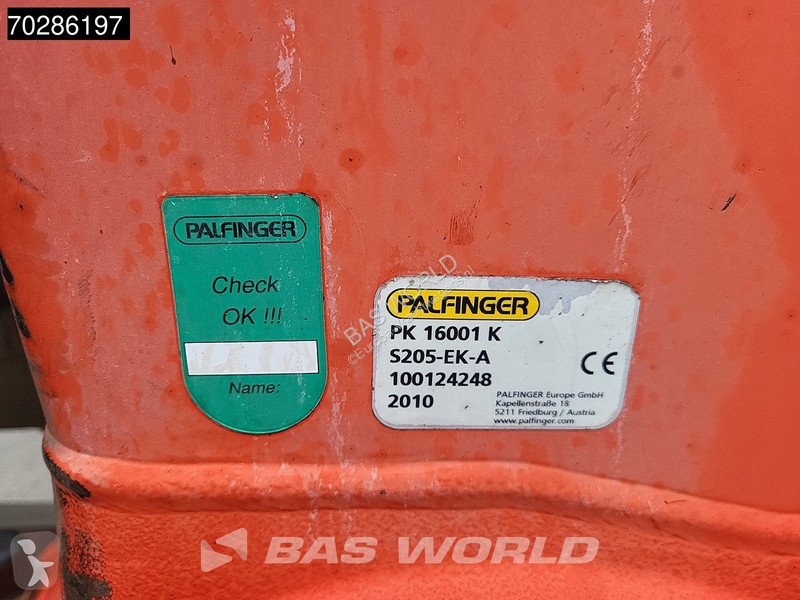 70286197
PALFINGER
Check
OK !!!
Name:
PALFINGER
PK 16001 K
S205-EK-A
100124248
2010
CE
PALFINGER Europe GmbH
Kapellenstraße 18
5211 Friedburg / Austria
www.palfinger.com
BAS WORLD
BAS WORLD